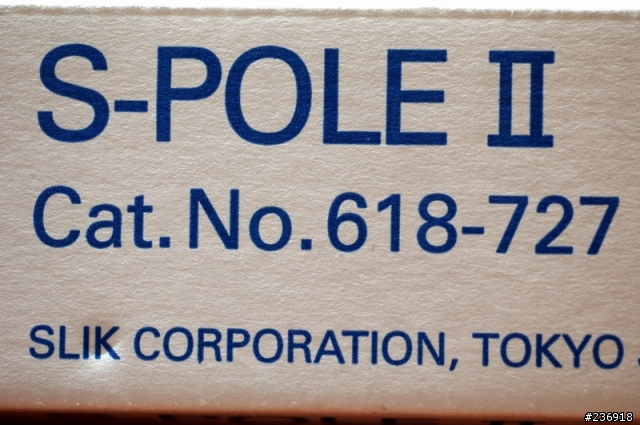 S-POLE II
Cat. No. 618-727
SLIK CORPORATION, TOKYO
#236918